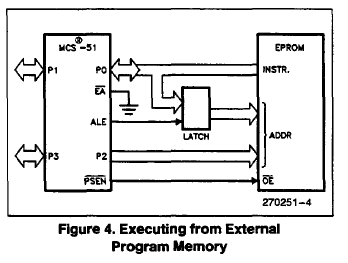 MCS®-51
EPROM
P1
P0
INSTR.
EA
ALE
LATCH
ADDR
P3
P2
PSEN
OE
270251-4
Figure 4. Executing from External
Program Memory